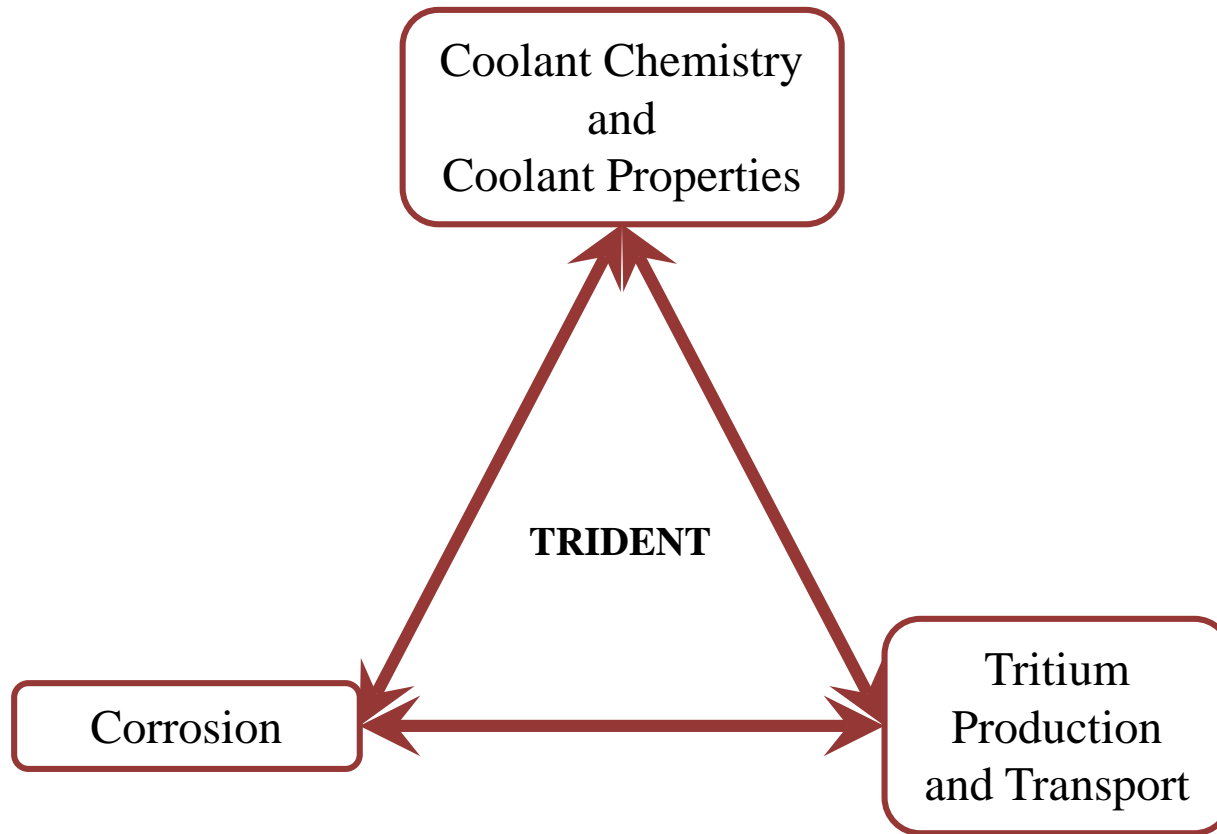 Coolant Chemistry
and
Coolant Properties
TRIDENT
Corrosion
Tritium
Production
and Transport